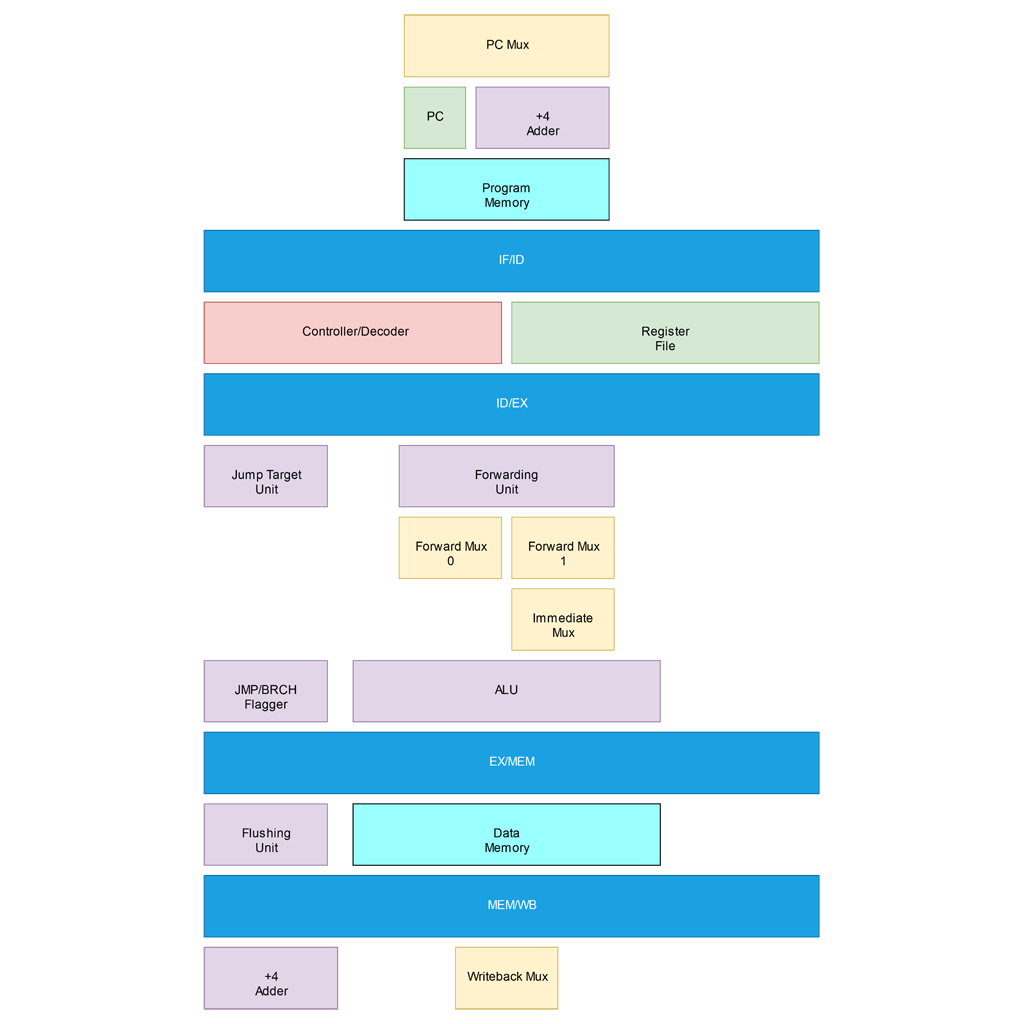 PC Mux
PC
+4
Adder
Program
Memory
IF/ID
Controller/Decoder
Register
File
ID/EX
Jump Target
Unit
Forwarding
Unit
Forward Mux
0
Forward Mux
1
Immediate
Mux
JMP/BRCH
Flagger
ALU
EX/MEM
Flushing
Unit
Data
Memory
MEM/WB
+4
Adder
Writeback Mux